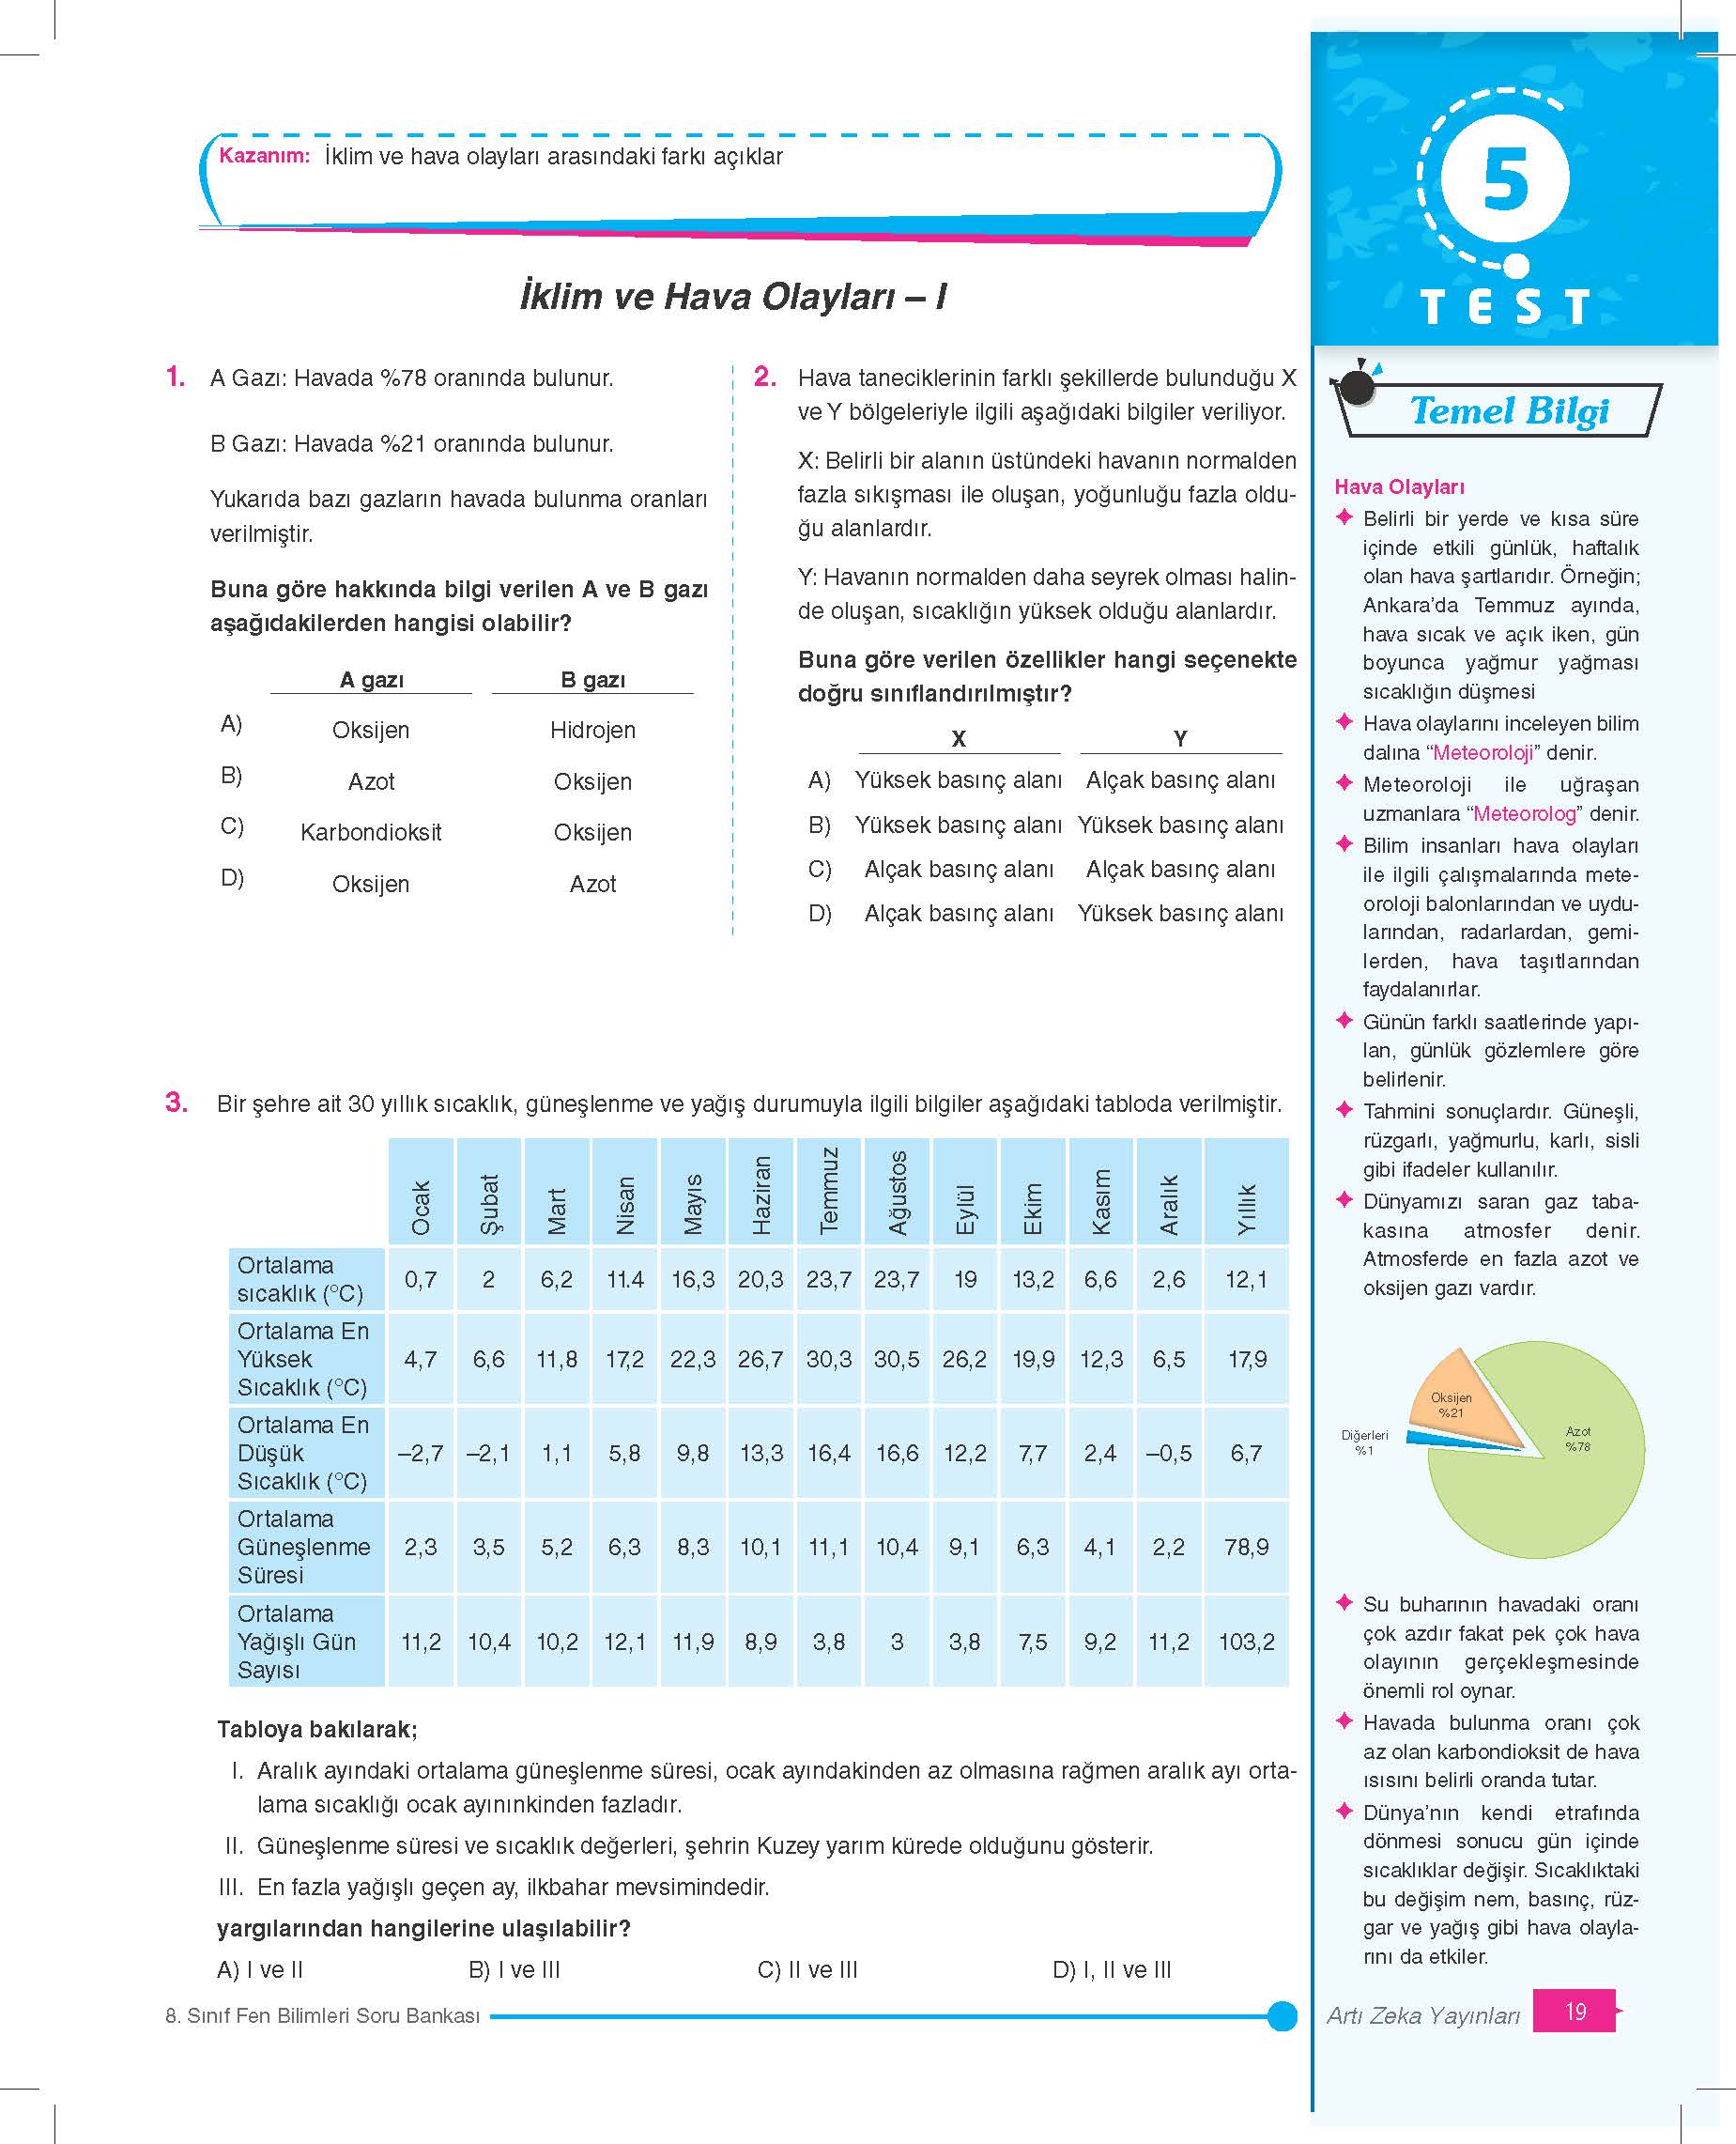 Kazanım: İklim ve hava olayları arasındaki farkı açıklar
5
TEST
İklim ve Hava Olayları – I
1. A Gazı: Havada %78 oranında bulunur.
B Gazı: Havada %21 oranında bulunur.
Yukarıda bazı gazların havada bulunma oranları
verilmiştir.
Buna göre hakkında bilgi verilen A ve B gazı
aşağıdakilerden hangisi olabilir?
A gazı B gazı
A) Oksijen Hidrojen
B) Azot Oksijen
C) Karbondioksit Oksijen
D) Oksijen Azot
2. Hava taneciklerinin farklı şekillerde bulunduğu X
ve Y bölgeleriyle ilgili aşağıdaki bilgiler veriliyor.
X: Belirli bir alanın üstündeki havanın normalden
fazla sıkışması ile oluşan, yoğunluğu fazla oldu-
ğu alanlardır.
Y: Havanın normalden daha seyrek olması halin-
de oluşan, sıcaklığın yüksek olduğu alanlardır.
Buna göre verilen özellikler hangi seçenekte
doğru sınıflandırılmıştır?
X Y
A) Yüksek basınç alanı Alçak basınç alanı
B) Yüksek basınç alanı Yüksek basınç alanı
C) Alçak basınç alanı Alçak basınç alanı
D) Alçak basınç alanı Yüksek basınç alanı
3. Bir şehre ait 30 yıllık sıcaklık, güneşlenme ve yağış durumuyla ilgili bilgiler aşağıdaki tabloda verilmiştir.
Ocak Şubat Mart Nisan Mayıs Haziran Temmuz Ağustos Eylül Ekim Kasım Aralık Yıllık
Ortalama
sıcaklık (°C) 0,7 2 6,2 11.4 16,3 20,3 23,7 23,7 19 13,2 6,6 2,6 12,1
Ortalama En
Yüksek 4,7 6,6 11,8 17,2 22,3 26,7 30,3 30,5 26,2 19,9 12,3 6,5 17,9
Sıcaklık (°C)
Ortalama En
Düşük –2,7 –2,1 1,1 5,8 9,8 13,3 16,4 16,6 12,2 7,7 2,4 –0,5 6,7
Sıcaklık (°C)
Ortalama
Güneşlenme 2,3 3,5 5,2 6,3 8,3 10,1 11,1 10,4 9,1 6,3 4,1 2,2 78,9
Süresi
Ortalama
Yağışlı Gün 11,2 10,4 10,2 12,1 11,9 8,9 3,8 3 3,8 7,5 9,2 11,2 103,2
Sayısı
Tabloya bakılarak;
I. Aralık ayındaki ortalama güneşlenme süresi, ocak ayındakinden az olmasına rağmen aralık ayı orta-
lama sıcaklığı ocak ayınınkinden fazladır.
II. Güneşlenme süresi ve sıcaklık değerleri, şehrin Kuzey yarım kürede olduğunu gösterir.
III. En fazla yağışlı geçen ay, ilkbahar mevsimindedir.
yargılarından hangilerine ulaşılabilir?
A) I ve II B) I ve III C) II ve III D) I, II ve III
Temel Bilgi
Hava Olayları
Belirli bir yerde ve kısa süre
içinde etkili günlük, haftalık
olan hava şartlarıdır. Örneğin;
Ankara’da Temmuz ayında,
hava sıcak ve açık iken, gün
boyunca yağmur yağması
sıcaklığın düşmesi
Hava olaylarını inceleyen bilim
dalına “Meteoroloji” denir.
Meteoroloji ile uğraşan
uzmanlara “Meteorolog” denir.
Bilim insanları hava olayları
ile ilgili çalışmalarında mete-
oroloji balonlarından ve uydu-
larından, radarlardan, gemi-
lerden, hava taşıtlarından
faydalanırlar.
Günün farklı saatlerinde yapı-
lan, günlük gözlemlere göre
belirlenir.
Tahmini sonuçlardır. Güneşli,
rüzgarlı, yağmurlu, karlı, sisli
gibi ifadeler kullanılır.
Dünyamızı saran gaz taba-
kasına atmosfer denir.
Atmosferde en fazla azot ve
oksijen gazı vardır.
Oksijen
%21
Diğerleri
%1
Azot
%78
Su buharının havadaki oranı
çok azdır fakat pek çok hava
olayının gerçekleşmesinde
önemli rol oynar.
Havada bulunma oranı çok
az olan karbondioksit de hava
ısısını belirli oranda tutar.
Dünya’nın kendi etrafında
dönmesi sonucu gün içinde
sıcaklıklar değişir. Sıcaklıktaki
bu değişim nem, basınç, rüz-
gar ve yağış gibi hava olayla-
rını da etkiler.
8. Sınıf Fen Bilimleri Soru Bankası
Artı Zeka Yayınları 19